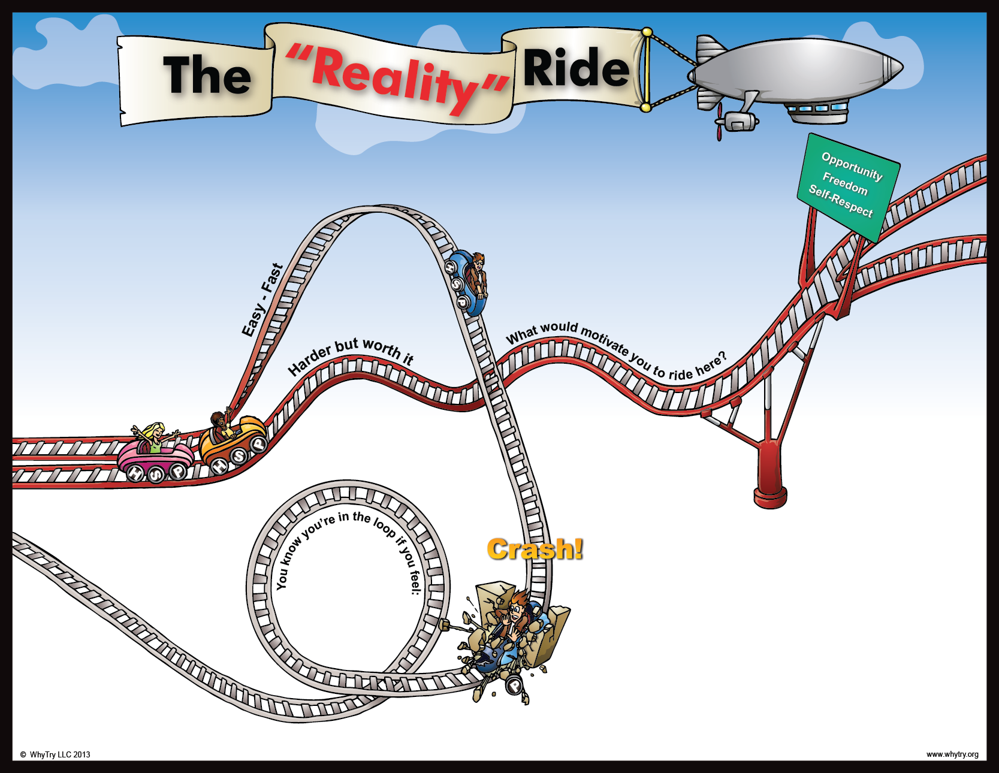 The "Reality" Ride
Opportunity
Freedom
Self-Respect
Easy - Fast
Harder but worth it
What would motivate you to ride here?
H S P
H S P
H S P
You know you're in the loop if you feel:
Crash!
P
© WhyTry LLC 2013
www.whytry.org